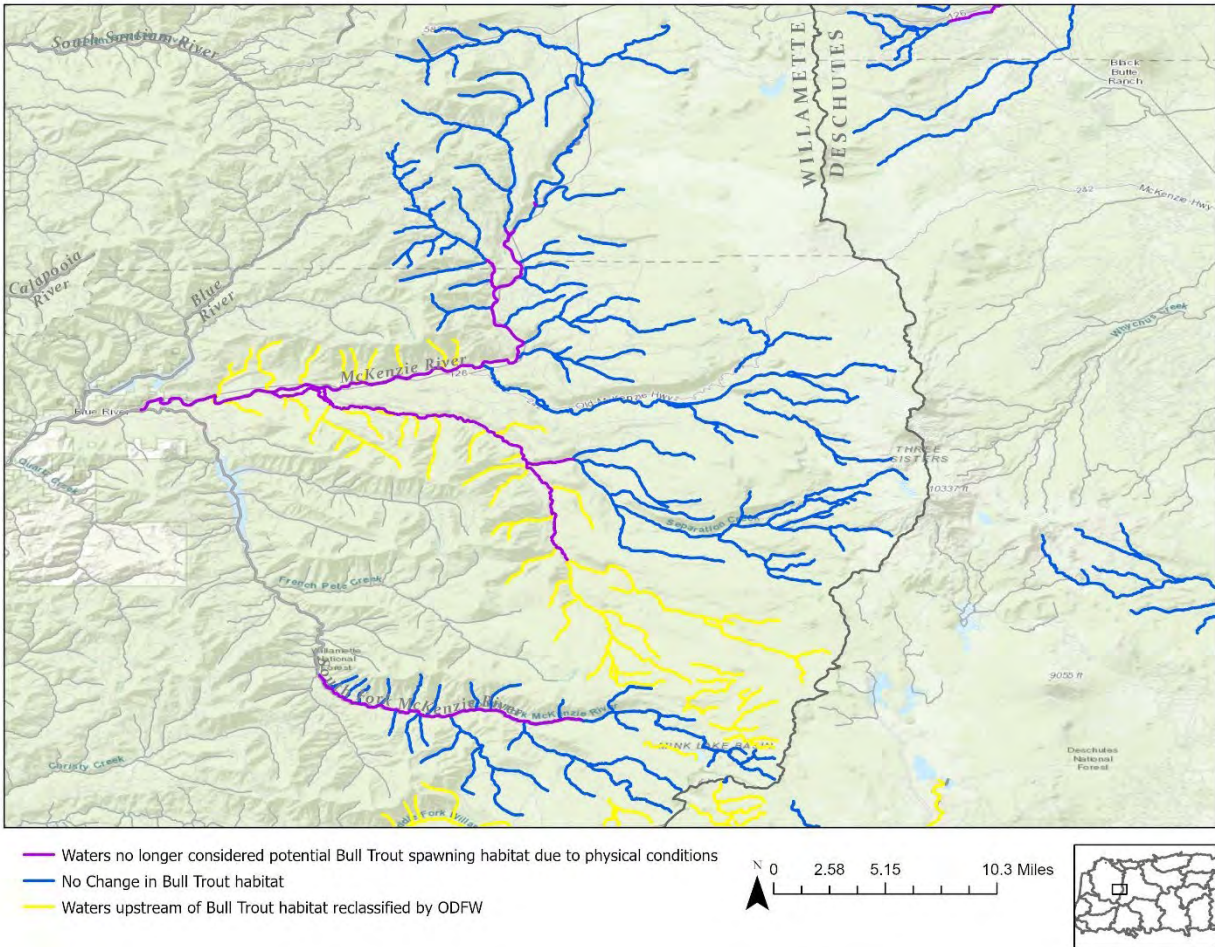 South Santiam River
126
Black
Butte
Ranch
WILLAMETTE
DESCHUTES
242
McKenzie Hwy
Calapooia
River
Blue
River
Whychus Creek
McKenzie River
126
Old McKenzie Hwy
Blue River
Quartz Creek
THREE
SISTERS
10337 ft
Separation Creek
French Pete Creek
Willamette
National
Forest
South Fork McKenzie River
9055 ft
MINK LAKE BASIN
Christy Creek
Deschutes
National
Forest
Waters no longer considered potential Bull Trout spawning habitat due to physical conditions
No Change in Bull Trout habitat
Waters upstream of Bull Trout habitat reclassified by ODFW
N 0 2.58 5.15 10.3 Miles